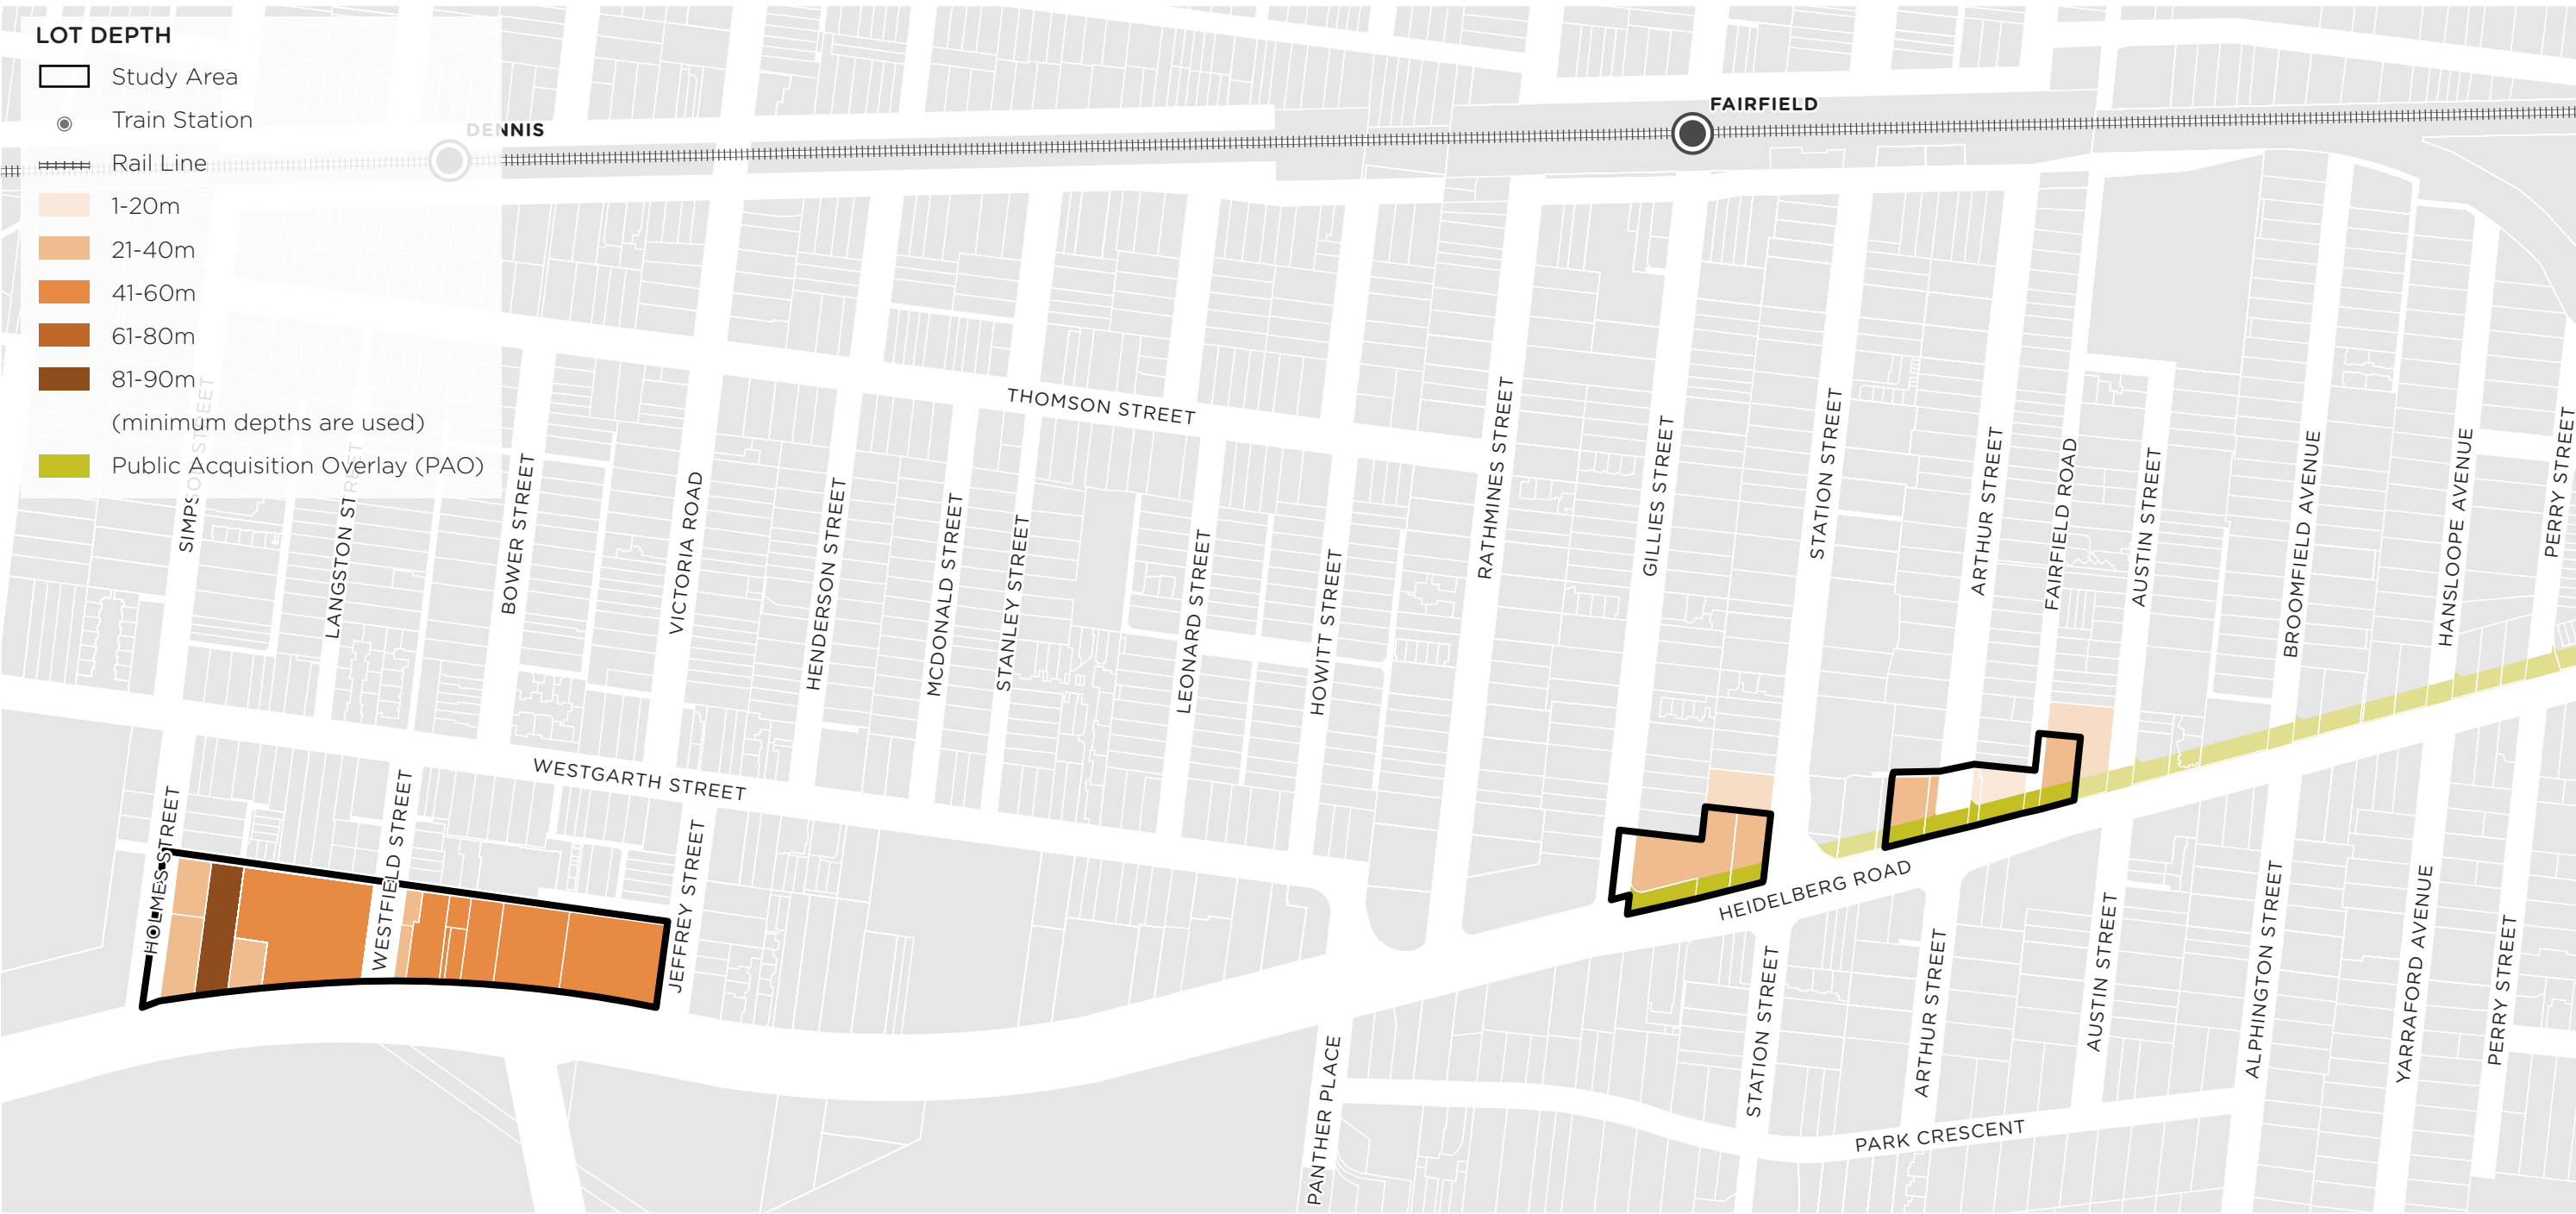 LOT DEPTH
Study Area
Train Station
Rail Line
1-20m
21-40m
41-60m
61-80m
81-90m
(minimum depths are used)
Public Acquisition Overlay (PAO)
DENNIS
FAIRFIELD
THOMSON STREET
SIMPSON STREET
LANGSTON STREET
BOWER STREET
VICTORIA ROAD
HENDERSON STREET
MCDONALD STREET
STANLEY STREET
LEONARD STREET
HOWITT STREET
RATHMINES STREET
GILLIES STREET
STATION STREET
ARTHUR STREET
FAIRFIELD ROAD
AUSTIN STREET
BROOMFIELD AVENUE
HANSLOOPE AVENUE
PERRY STREET
WESTGARTH STREET
HOLMES STREET
WESTFIELD STREET
JEFFREY STREET
HEIDELBERG ROAD
PANTHER PLACE
STATION STREET
ARTHUR STREET
AUSTIN STREET
ALPHINGTON STREET
YARRAFORD AVENUE
PERRY STREET
PARK CRESCENT